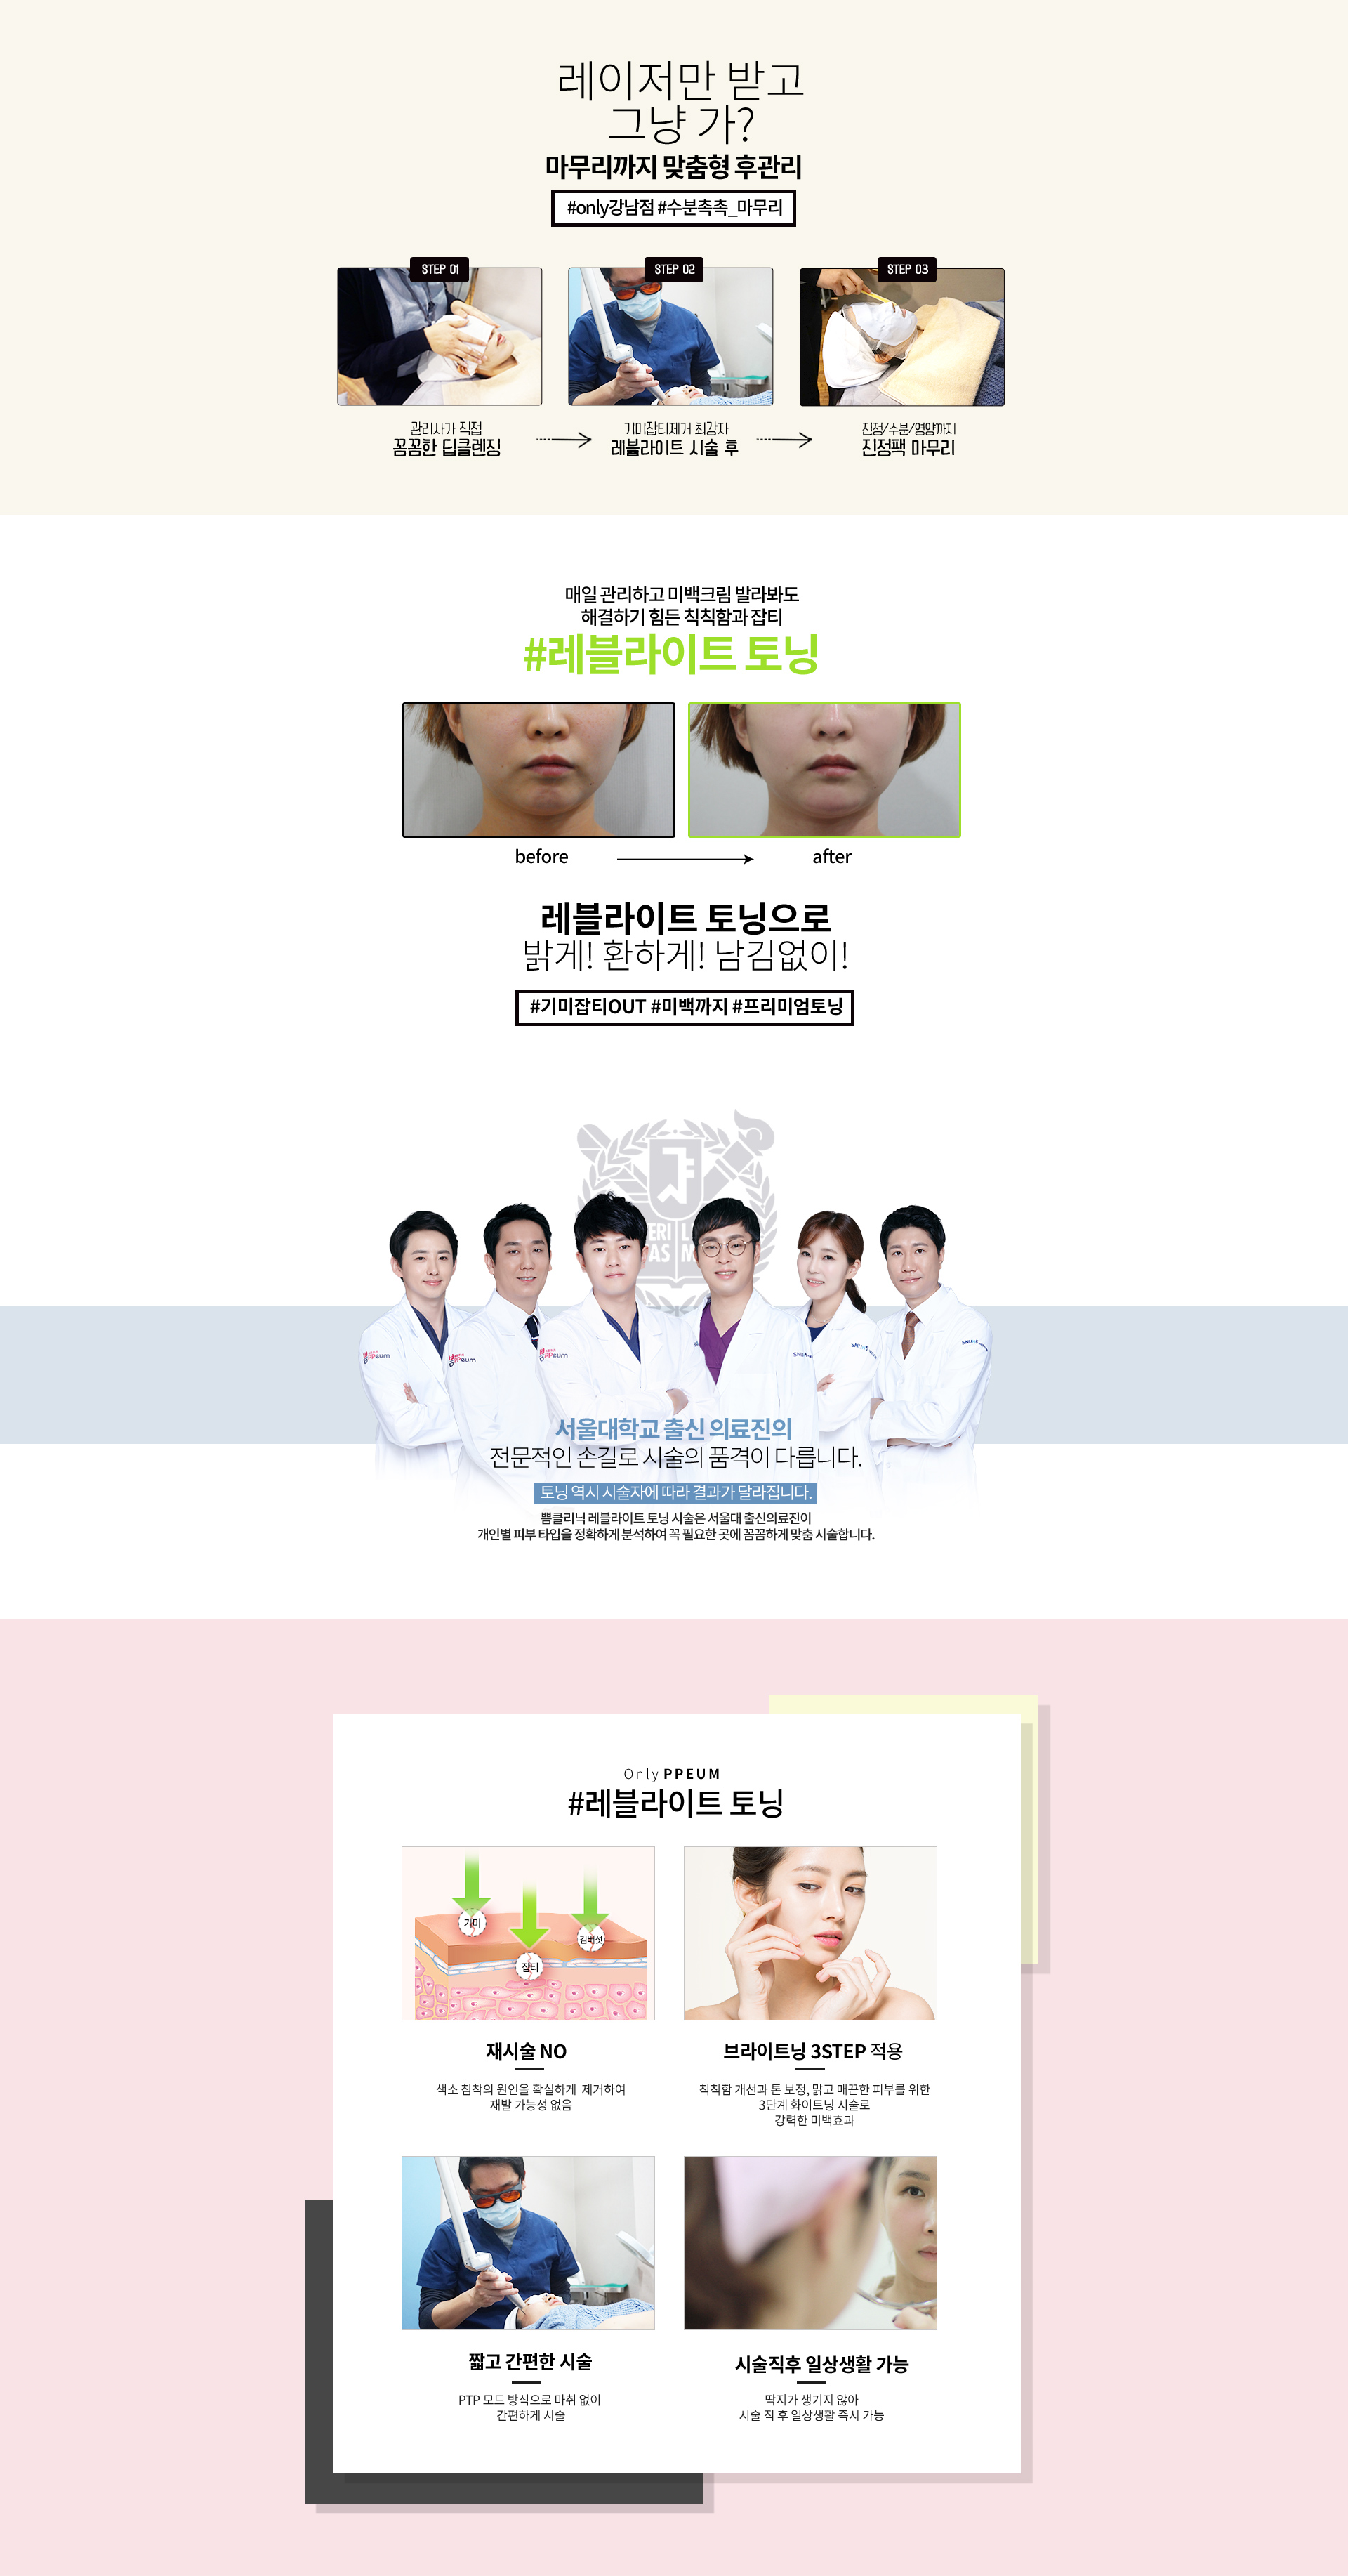 레이저만 받고
그냥 가?
마무리까지 맞춤형 후관리
#only강남점 #수분촉촉_마무리
STEP 01
STEP 02
STEP 03
관리사가 직접
꼼꼼한 딥클렌징
기미잡티제거 최강자
레블라이트 시술 후
진정/수분/영양까지
진정팩 마무리
매일 관리하고 미백크림 발라봐도
해결하기 힘든 칙칙함과 잡티
#레블라이트 토닝
before
after
레블라이트 토닝으로
밝게! 환하게! 남김없이!
#기미잡티OUT #미백까지 #프리미엄토닝
PPeum
PPeum
PPeum
서울대학교 출신 의료진의
전문적인 손길로 시술의 품격이 다릅니다.
토닝 역시 시술자에 따라 결과가 달라집니다.
쁨클리닉 레블라이트 토닝 시술은 서울대 출신의료진이
개인별 피부 타입을 정확하게 분석하여 꼭 필요한 곳에 꼼꼼하게 맞춤 시술합니다.
Only PPEUM
#레블라이트 토닝
기미
잡티
검버섯
재시술 NO
색소 침착의 원인을 확실하게 제거하여
재발 가능성 없음
브라이트닝 3STEP 적용
칙칙함 개선과 톤 보정, 맑고 매끈한 피부를 위한
3단계 화이트닝 시술로
강력한 미백효과
짧고 간편한 시술
PTP 모드 방식으로 마취 없이
간편하게 시술
시술직후 일상생활 가능
딱지가 생기지 않아
시술 직 후 일상생활 즉시 가능